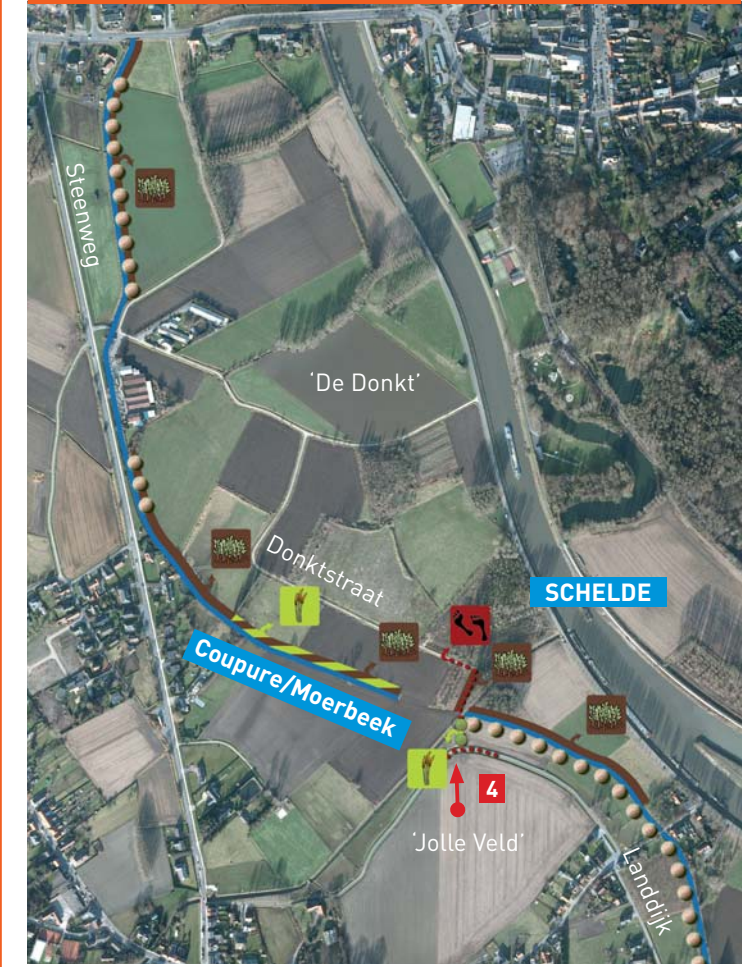 Steenweg
‘De Donkt’
Donktstraat
SCHELDE
Coupure/Moerbeek
4
‘Jolle Veld’
Landdijk